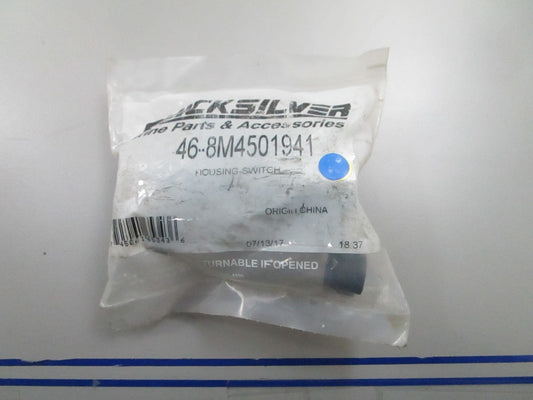 CKSILVER
ine Parts & Accessories
46-8M4501941
HOUSING-SWITCH
ORIGIN CHINA
07/13/17 18.37
TURNABLE IF OPENED